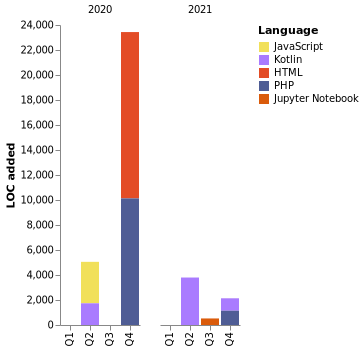 2020 2021
Language
JavaScript
Kotlin
HTML
PHP
Jupyter Notebook
LOC added
24,000
22,000
20,000
18,000
16,000
14,000
12,000
10,000
8,000
6,000
4,000
2,000
0
Q1 Q2 Q3 Q4 Q1 Q2 Q3 Q4